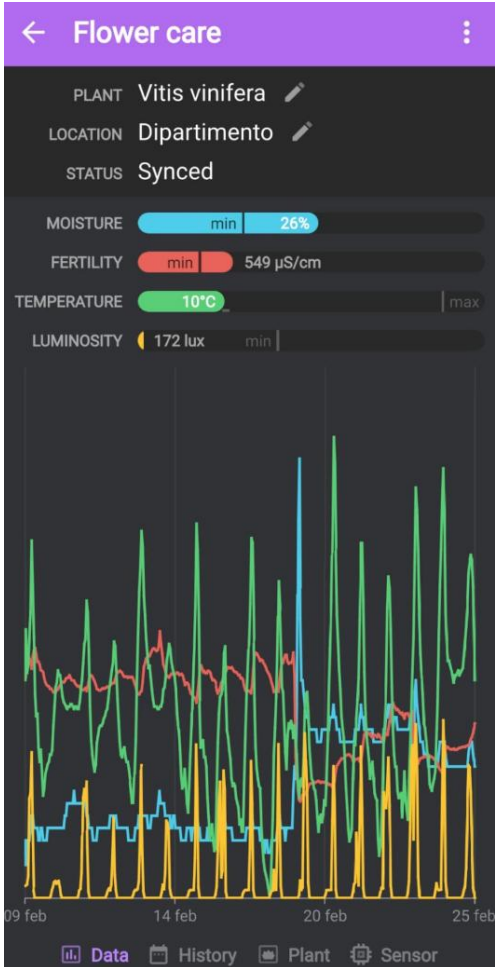 Flower care
PLANT Vitis vinifera
LOCATION Dipartimento
STATUS Synced
MOISTURE min 26%
FERTILITY min 549 µS/cm
TEMPERATURE 10°C max
LUMINOSITY 172 lux min
09 feb 14 feb 20 feb 25 feb
Data History Plant Sensor